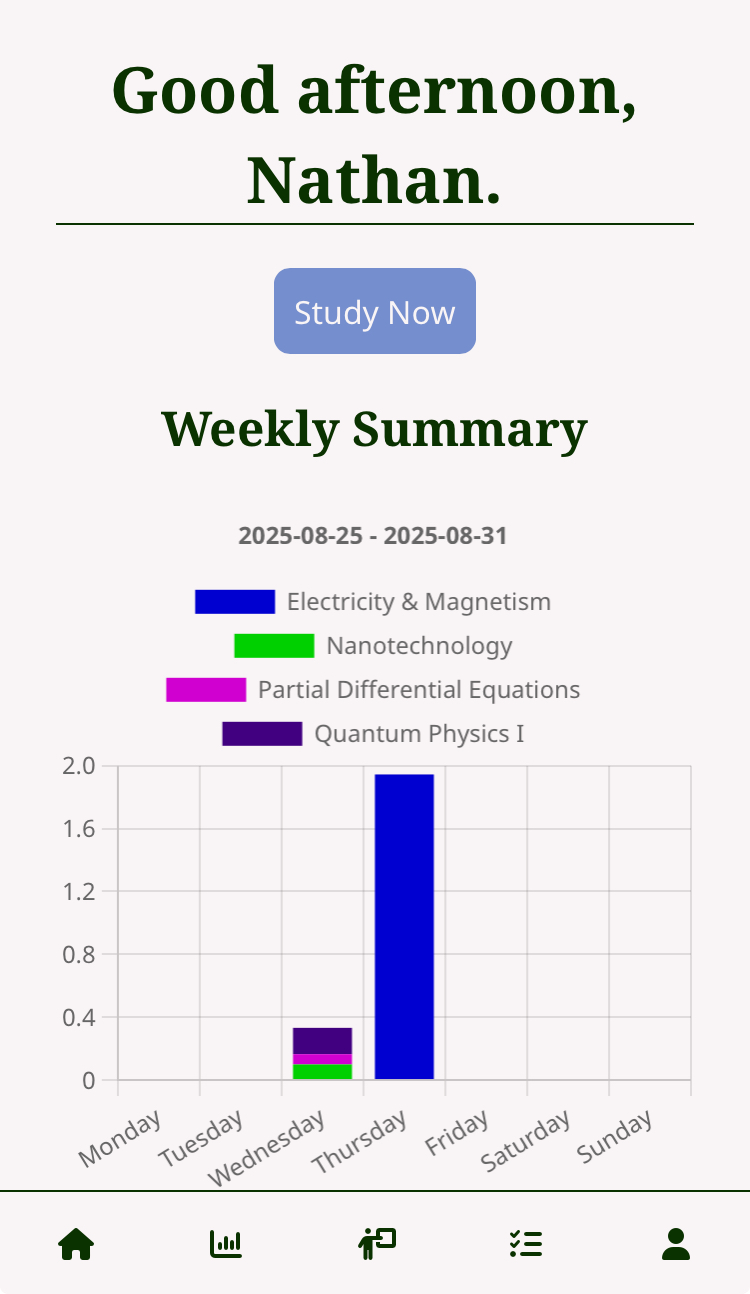 Good afternoon,
Nathan.
Study Now
Weekly Summary
2025-08-25 - 2025-08-31
Electricity & Magnetism
Nanotechnology
Partial Differential Equations
Quantum Physics I
2.0
1.6
1.2
0.8
0.4
0
Monday
Tuesday
Wednesday
Thursday
Friday
Saturday
Sunday